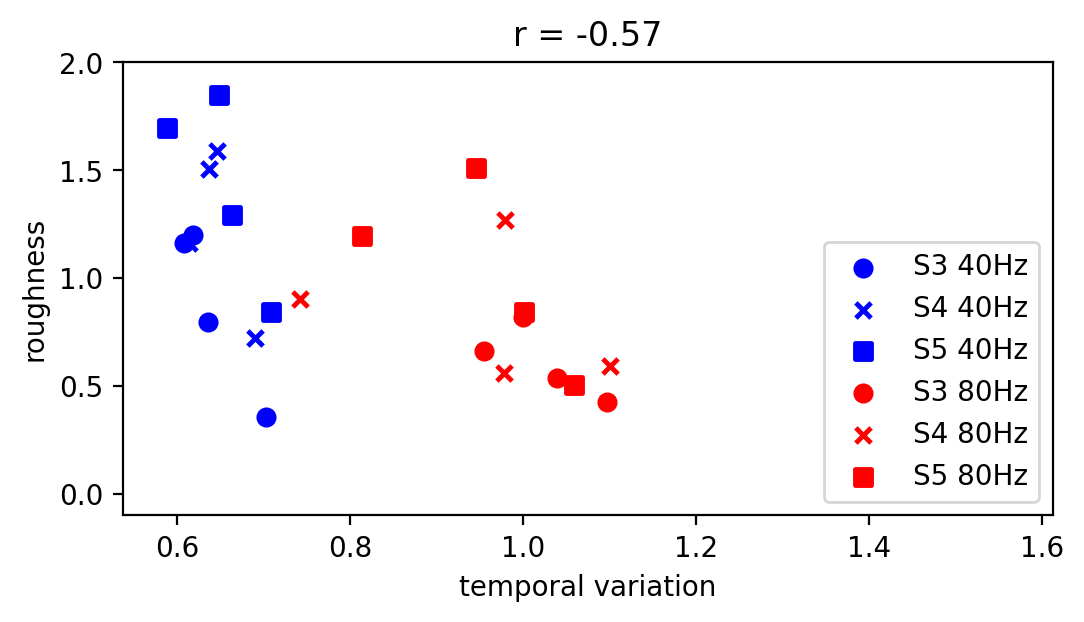 r = -0.57
2.0
1.5
1.0
0.5
0.0
roughness
S3 40Hz
S4 40Hz
S5 40Hz
S3 80Hz
S4 80Hz
S5 80Hz
0.6 0.8 1.0 1.2 1.4 1.6
temporal variation